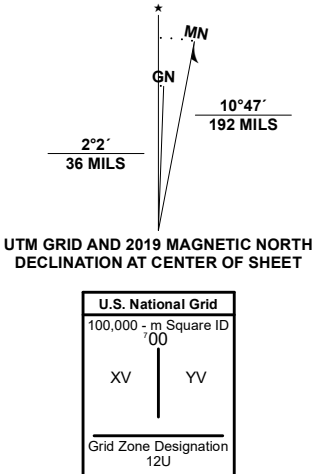 ★
MN
GN
10°47´
192 MILS
2°2´
36 MILS
UTM GRID AND 2019 MAGNETIC NORTH
DECLINATION AT CENTER OF SHEET
U.S. National Grid
100,000 - m Square ID
⁷00
XV YV
Grid Zone Designation
12U